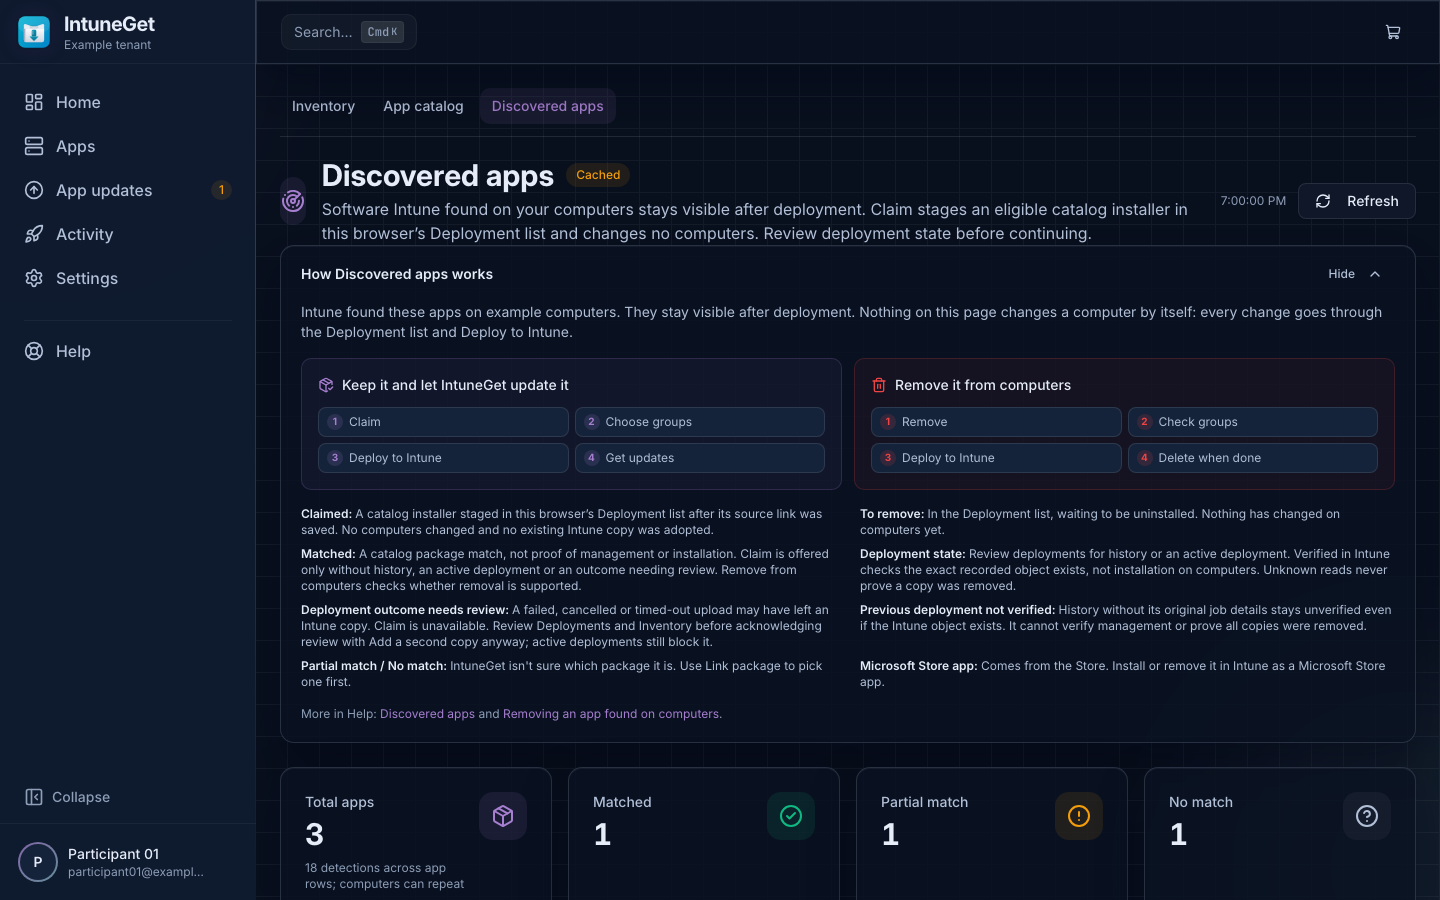 IntuneGet
Example tenant
Search...
Cmd K
Home
Apps
App updates
1
Activity
Settings
Help
Collapse
P
Participant 01
participant01@exampl...
Inventory
App catalog
Discovered apps
Discovered apps
Cached
Software Intune found on your computers stays visible after deployment. Claim stages an eligible catalog installer in
this browser’s Deployment list and changes no computers. Review deployment state before continuing.
7:00:00 PM
Refresh
How Discovered apps works
Hide
Intune found these apps on example computers. They stay visible after deployment. Nothing on this page changes a computer by itself: every change goes through
the Deployment list and Deploy to Intune.
Keep it and let IntuneGet update it
1 Claim
2 Choose groups
3 Deploy to Intune
4 Get updates
Remove it from computers
1 Remove
2 Check groups
3 Deploy to Intune
4 Delete when done
Claimed: A catalog installer staged in this browser’s Deployment list after its source link was
saved. No computers changed and no existing Intune copy was adopted.
To remove: In the Deployment list, waiting to be uninstalled. Nothing has changed on
computers yet.
Matched: A catalog package match, not proof of management or installation. Claim is offered
only without history, an active deployment or an outcome needing review. Remove from
computers checks whether removal is supported.
Deployment state: Review deployments for history or an active deployment. Verified in Intune
checks the exact recorded object exists, not installation on computers. Unknown reads never
prove a copy was removed.
Deployment outcome needs review: A failed, cancelled or timed-out upload may have left an
Intune copy. Claim is unavailable. Review Deployments and Inventory before acknowledging
review with Add a second copy anyway; active deployments still block it.
Previous deployment not verified: History without its original job details stays unverified even
if the Intune object exists. It cannot verify management or prove all copies were removed.
Partial match / No match: IntuneGet isn't sure which package it is. Use Link package to pick
one first.
Microsoft Store app: Comes from the Store. Install or remove it in Intune as a Microsoft Store
app.
More in Help: Discovered apps and Removing an app found on computers.
Total apps
3
18 detections across app
rows; computers can repeat
Matched
1
Partial match
1
No match
1